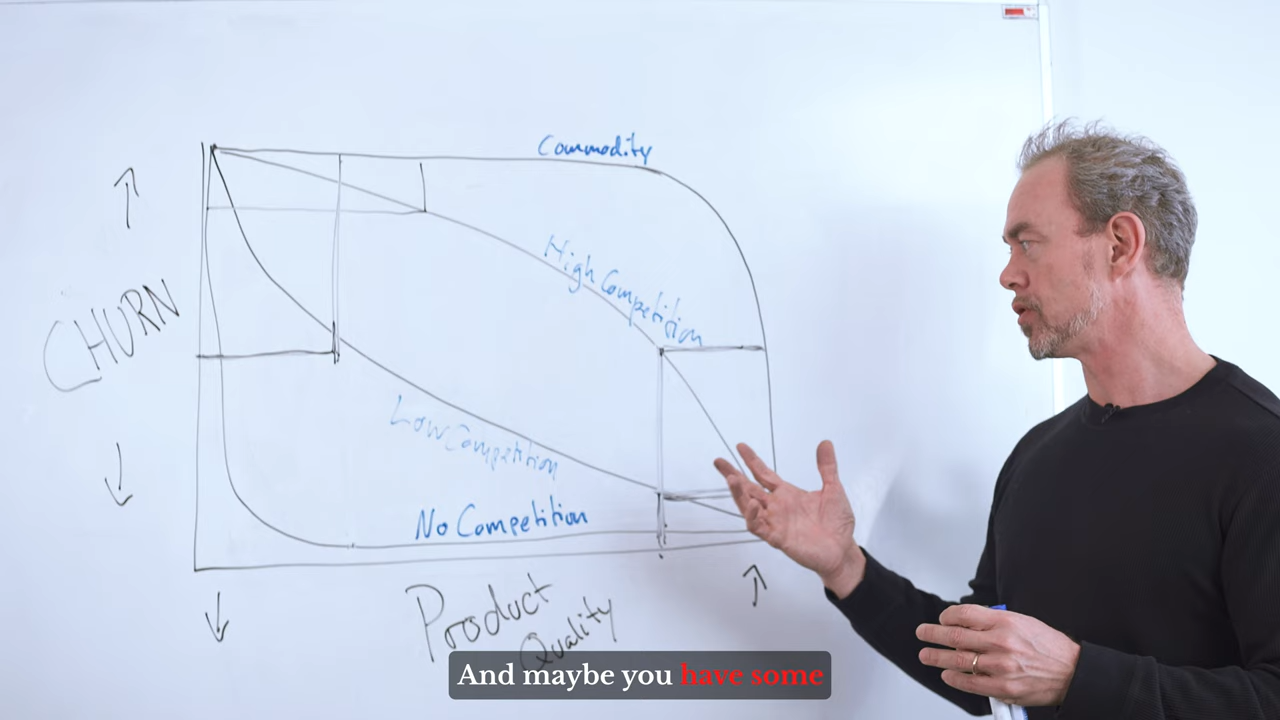 Commodity
High Competition
CHURN
Low Competition
No Competition
Product
Quality
And maybe you have some